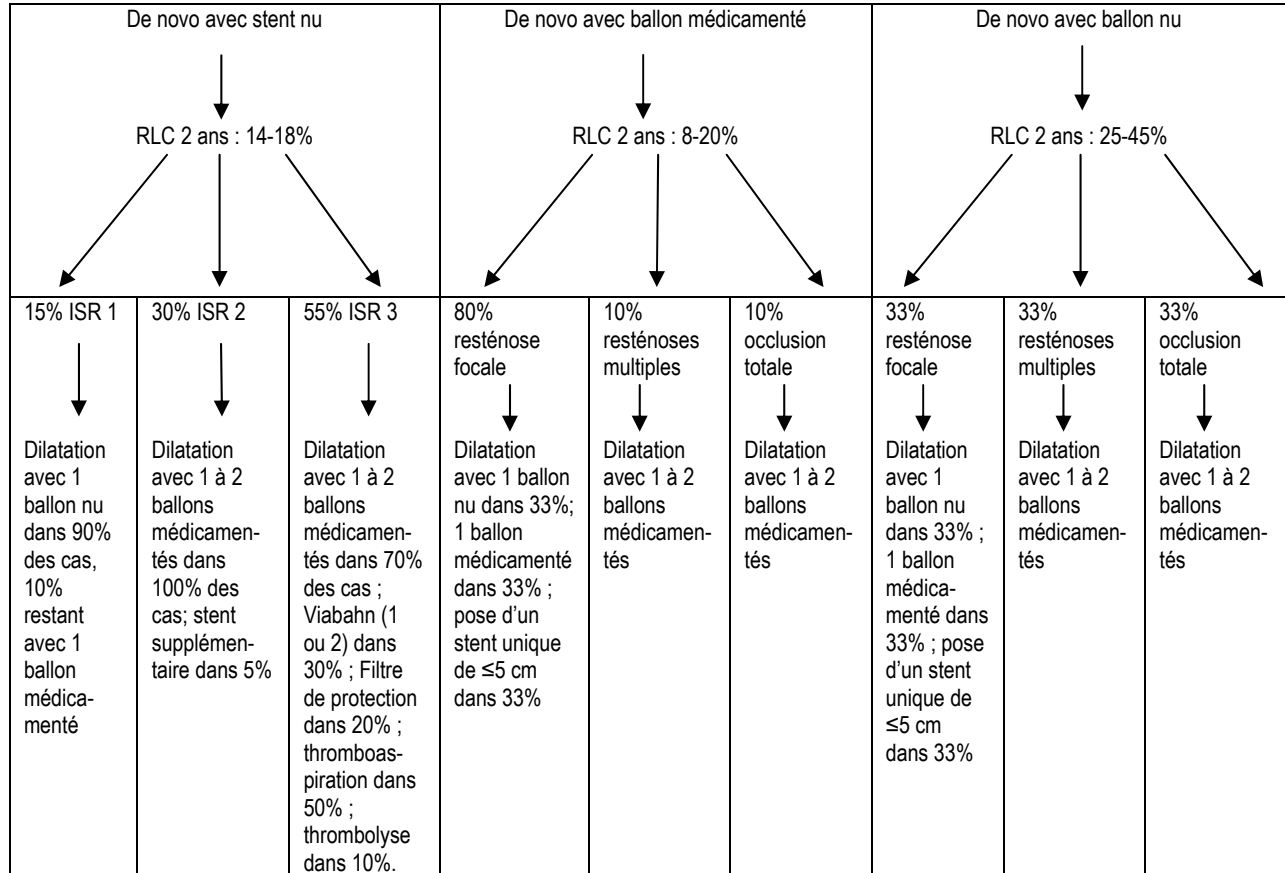 De novo avec stent nu
RLC 2 ans : 14-18%
De novo avec ballon médicamenté
RLC 2 ans : 8-20%
De novo avec ballon nu
RLC 2 ans : 25-45%
15% ISR 1
Dilatation
avec 1
ballon nu
dans 90%
des cas,
10%
restant
avec 1
ballon
médica-
menté
30% ISR 2
Dilatation
avec 1 à 2
ballons
médicamen-
tés dans
100% des
cas; stent
supplémen-
taire dans 5%
55% ISR 3
Dilatation
avec 1 à 2
ballons
médicamen-
tés dans 70%
des cas ;
Viabahn (1
ou 2) dans
30% ; Filtre
de protection
dans 20% ;
thromboas-
piration dans
50% ;
thrombolyse
dans 10%.
80%
resténose
focale
Dilatation
avec 1 ballon
nu dans 33%;
1 ballon
médicamenté
dans 33% ;
pose d’un
stent unique
de ≤5 cm
dans 33%
10%
resténoses
multiples
Dilatation
avec 1 à 2
ballons
médicamen-
tés
10%
occlusion
totale
Dilatation
avec 1 à 2
ballons
médicamen-
tés
33%
resténose
focale
Dilatation
avec 1
ballon nu
dans 33% ;
1 ballon
médica-
menté dans
33% ; pose
d’un stent
unique de
≤5 cm
dans 33%
33%
resténoses
multiples
Dilatation
avec 1 à 2
ballons
médicamen-
tés
33%
occlusion
totale
Dilatation
avec 1 à 2
ballons
médicamen-
tés